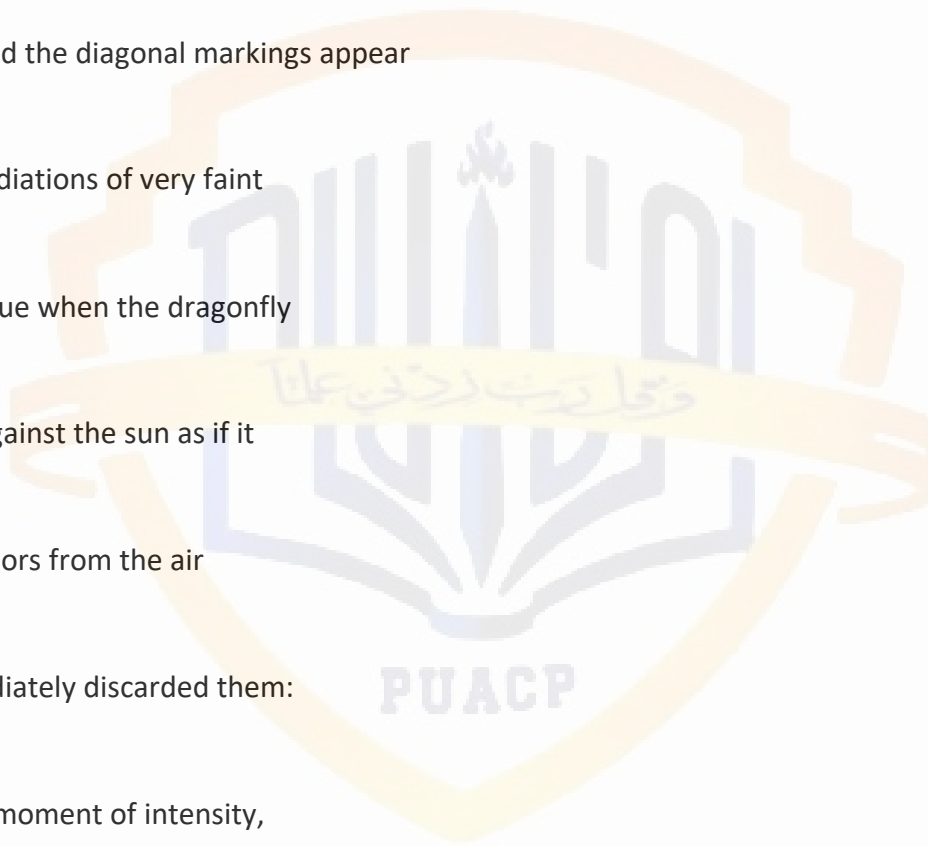 d the diagonal markings appear
diations of very faint
ue when the dragonfly
وَقُل رَبِّ زِدْنِي عِلْمًا
gainst the sun as if it
ors from the air
diately discarded them:
PUACP
moment of intensity,